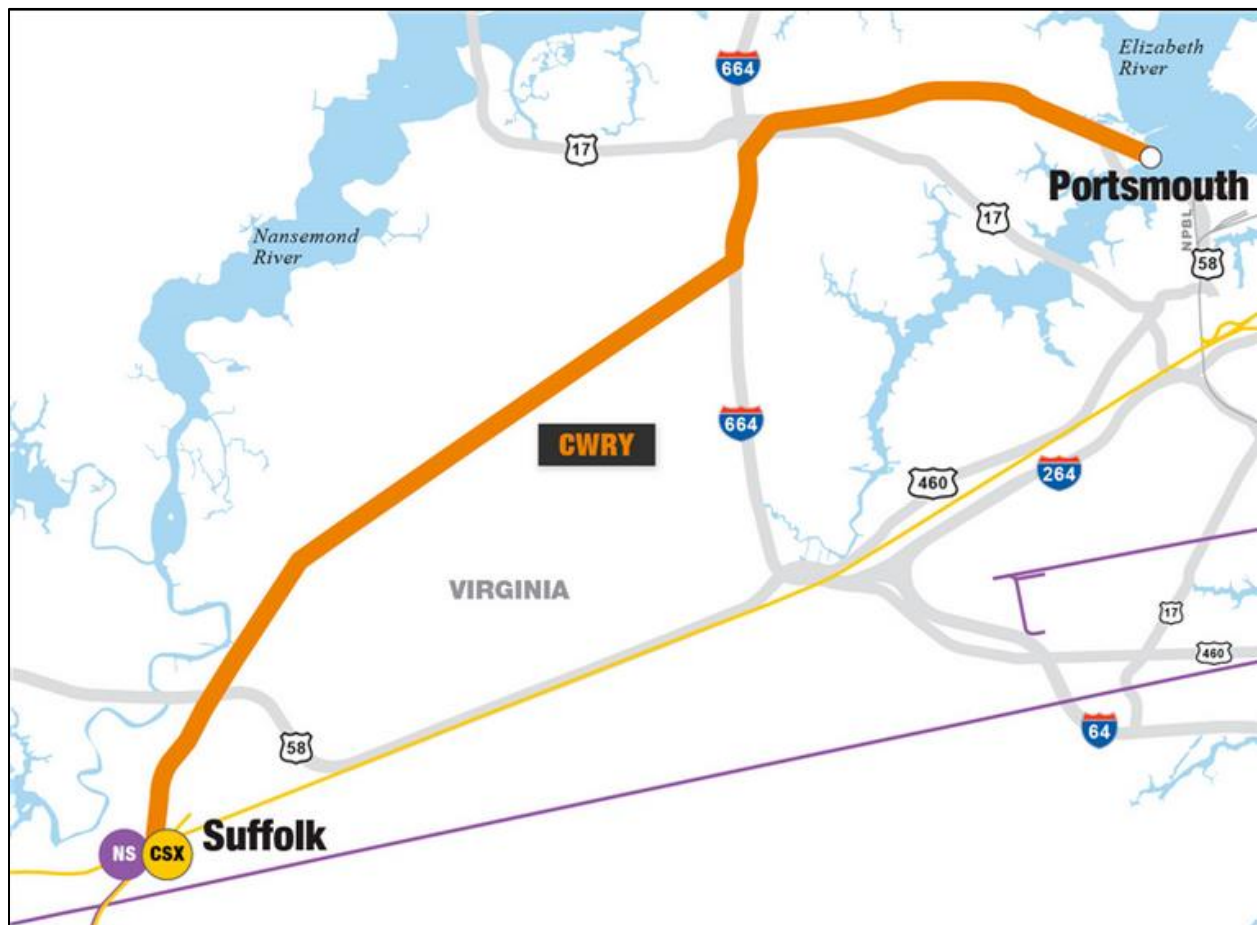 Elizabeth
River
664
17
Portsmouth
17
NPBL
58
Nansemond
River
664
CWRY
460
264
VIRGINIA
17
460
58
64
Suffolk
NS
CSX